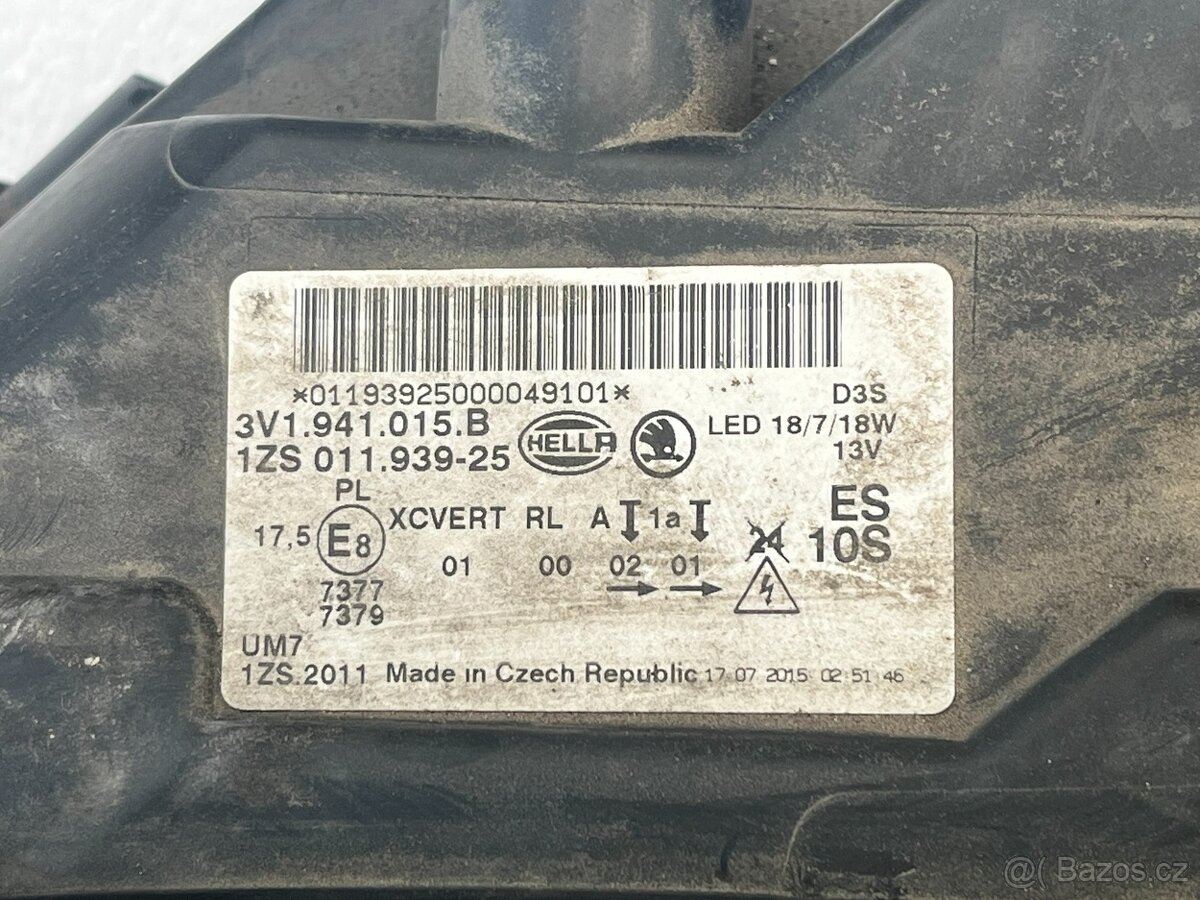 *01193925000049101*
D3S
3V1.941.015.B
HELLA
LED 18/7/18W
1ZS 011.939-25
13V
PL
ES
17,5 E8 XCVERT RL A 1a
24 10S
01 00 02 01
7377
7379
UM7
1ZS.2011 Made in Czech Republic 17 07 2015 02:51:46
@( Bazos.cz